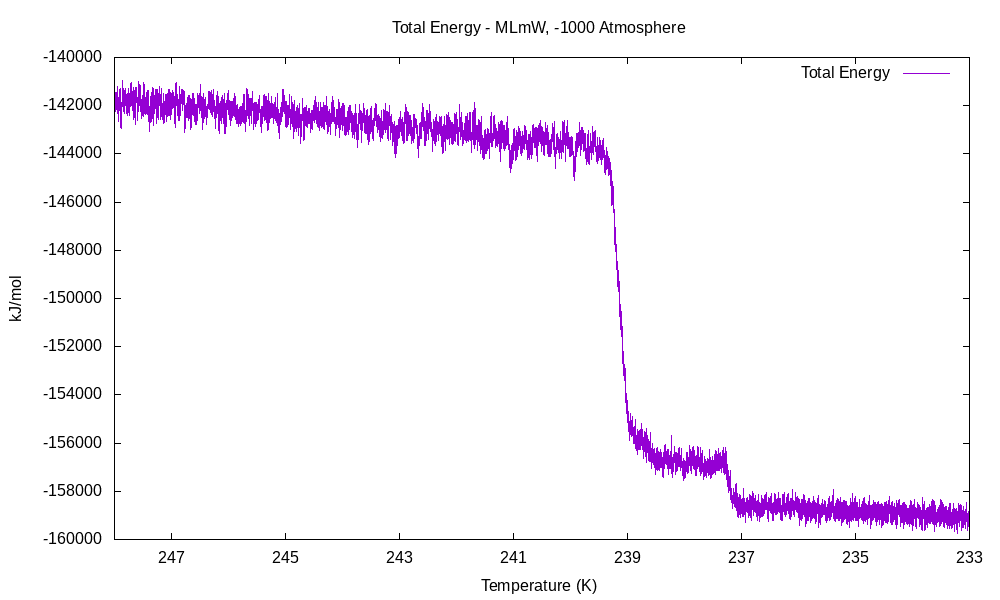 Total Energy - MLmW, -1000 Atmosphere
Total Energy
-140000
-142000
-144000
-146000
-148000
-150000
-152000
-154000
-156000
-158000
-160000
kJ/mol
247 245 243 241 239 237 235 233
Temperature (K)